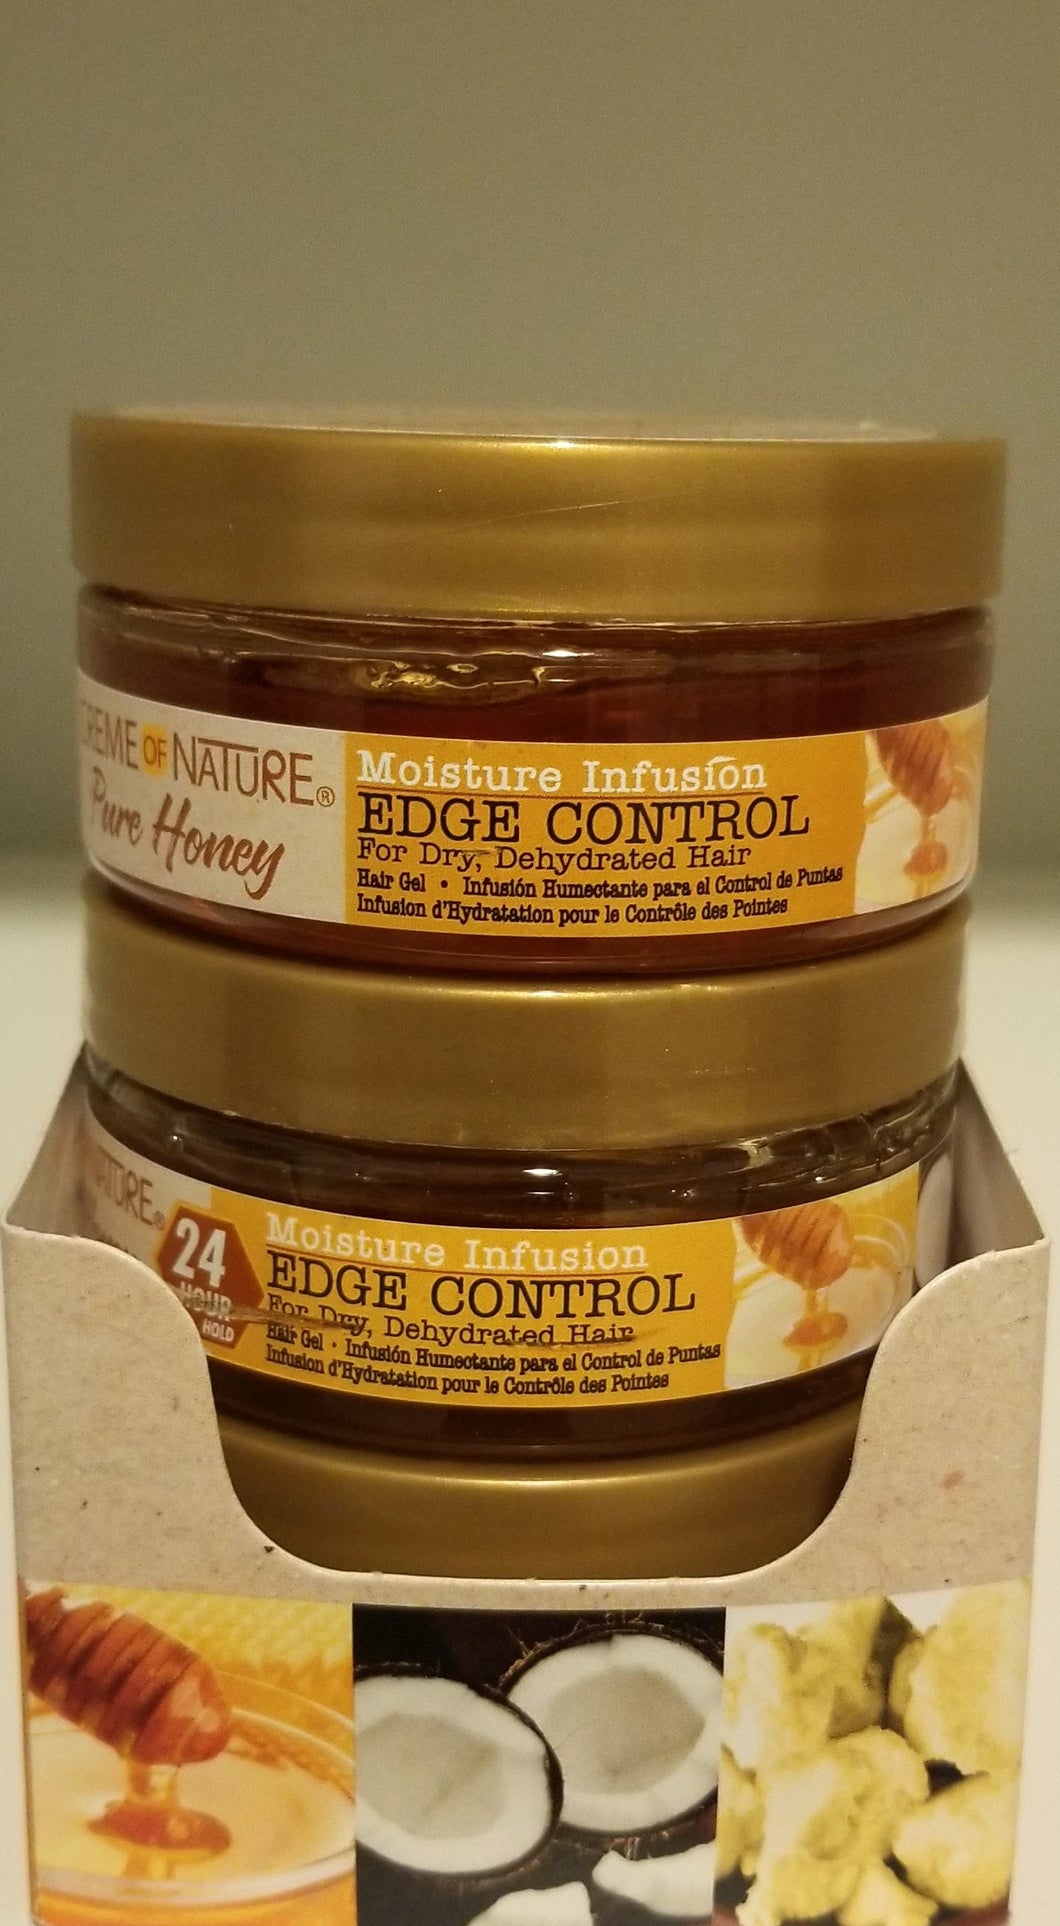 CREME OF NATURE®
Pure Honey
Moisture Infusion
EDGE CONTROL
For Dry, Dehydrated Hair
Hair Gel • Infusión Humectante para el Control de Puntas
Infusion d'Hydratation pour le Contrôle des Pointes
NATURE®
24
HOUR
HOLD
Moisture Infusion
EDGE CONTROL
For Dry, Dehydrated Hair
Hair Gel · Infusión Humectante para el Control de Puntas
Infusion d'Hydratation pour le Contrôle des Pointes